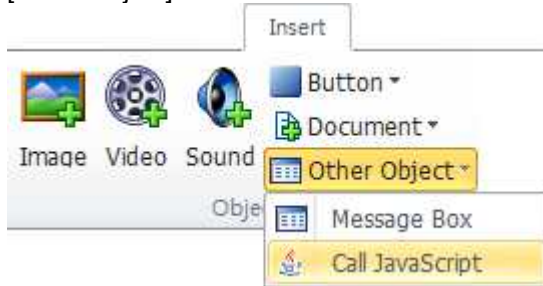 Insert
Image Video Sound
Button
Document
Other Object
Obje
Message Box
Call JavaScript